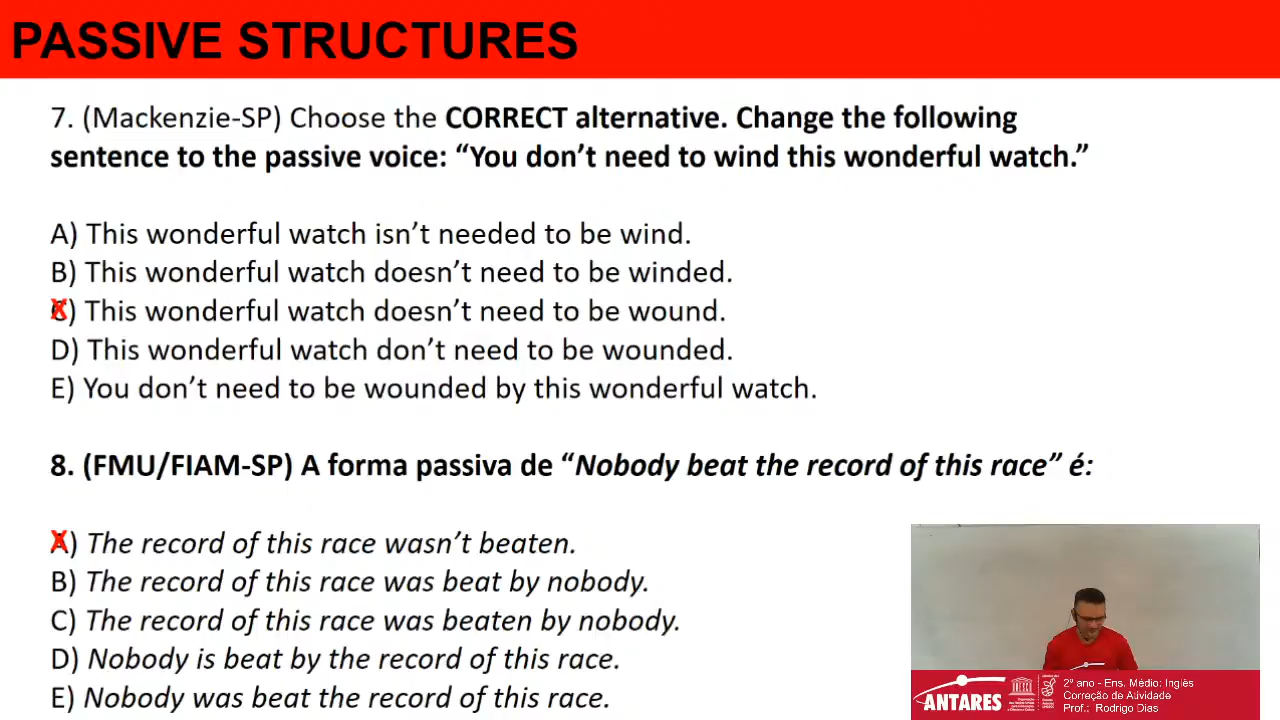 PASSIVE STRUCTURES
7. (Mackenzie-SP) Choose the CORRECT alternative. Change the following
sentence to the passive voice: “You don’t need to wind this wonderful watch.”
A) This wonderful watch isn’t needed to be wind.
B) This wonderful watch doesn’t need to be winded.
C) This wonderful watch doesn’t need to be wound.
D) This wonderful watch don’t need to be wounded.
E) You don’t need to be wounded by this wonderful watch.
8. (FMU/FIAM-SP) A forma passiva de “Nobody beat the record of this race” é:
A) The record of this race wasn’t beaten.
B) The record of this race was beat by nobody.
C) The record of this race was beaten by nobody.
D) Nobody is beat by the record of this race.
E) Nobody was beat the record of this race.
ANTARES
2º ano - Ens. Médio: Inglês
Correção de Atividade
Prof.: Rodrigo Dias